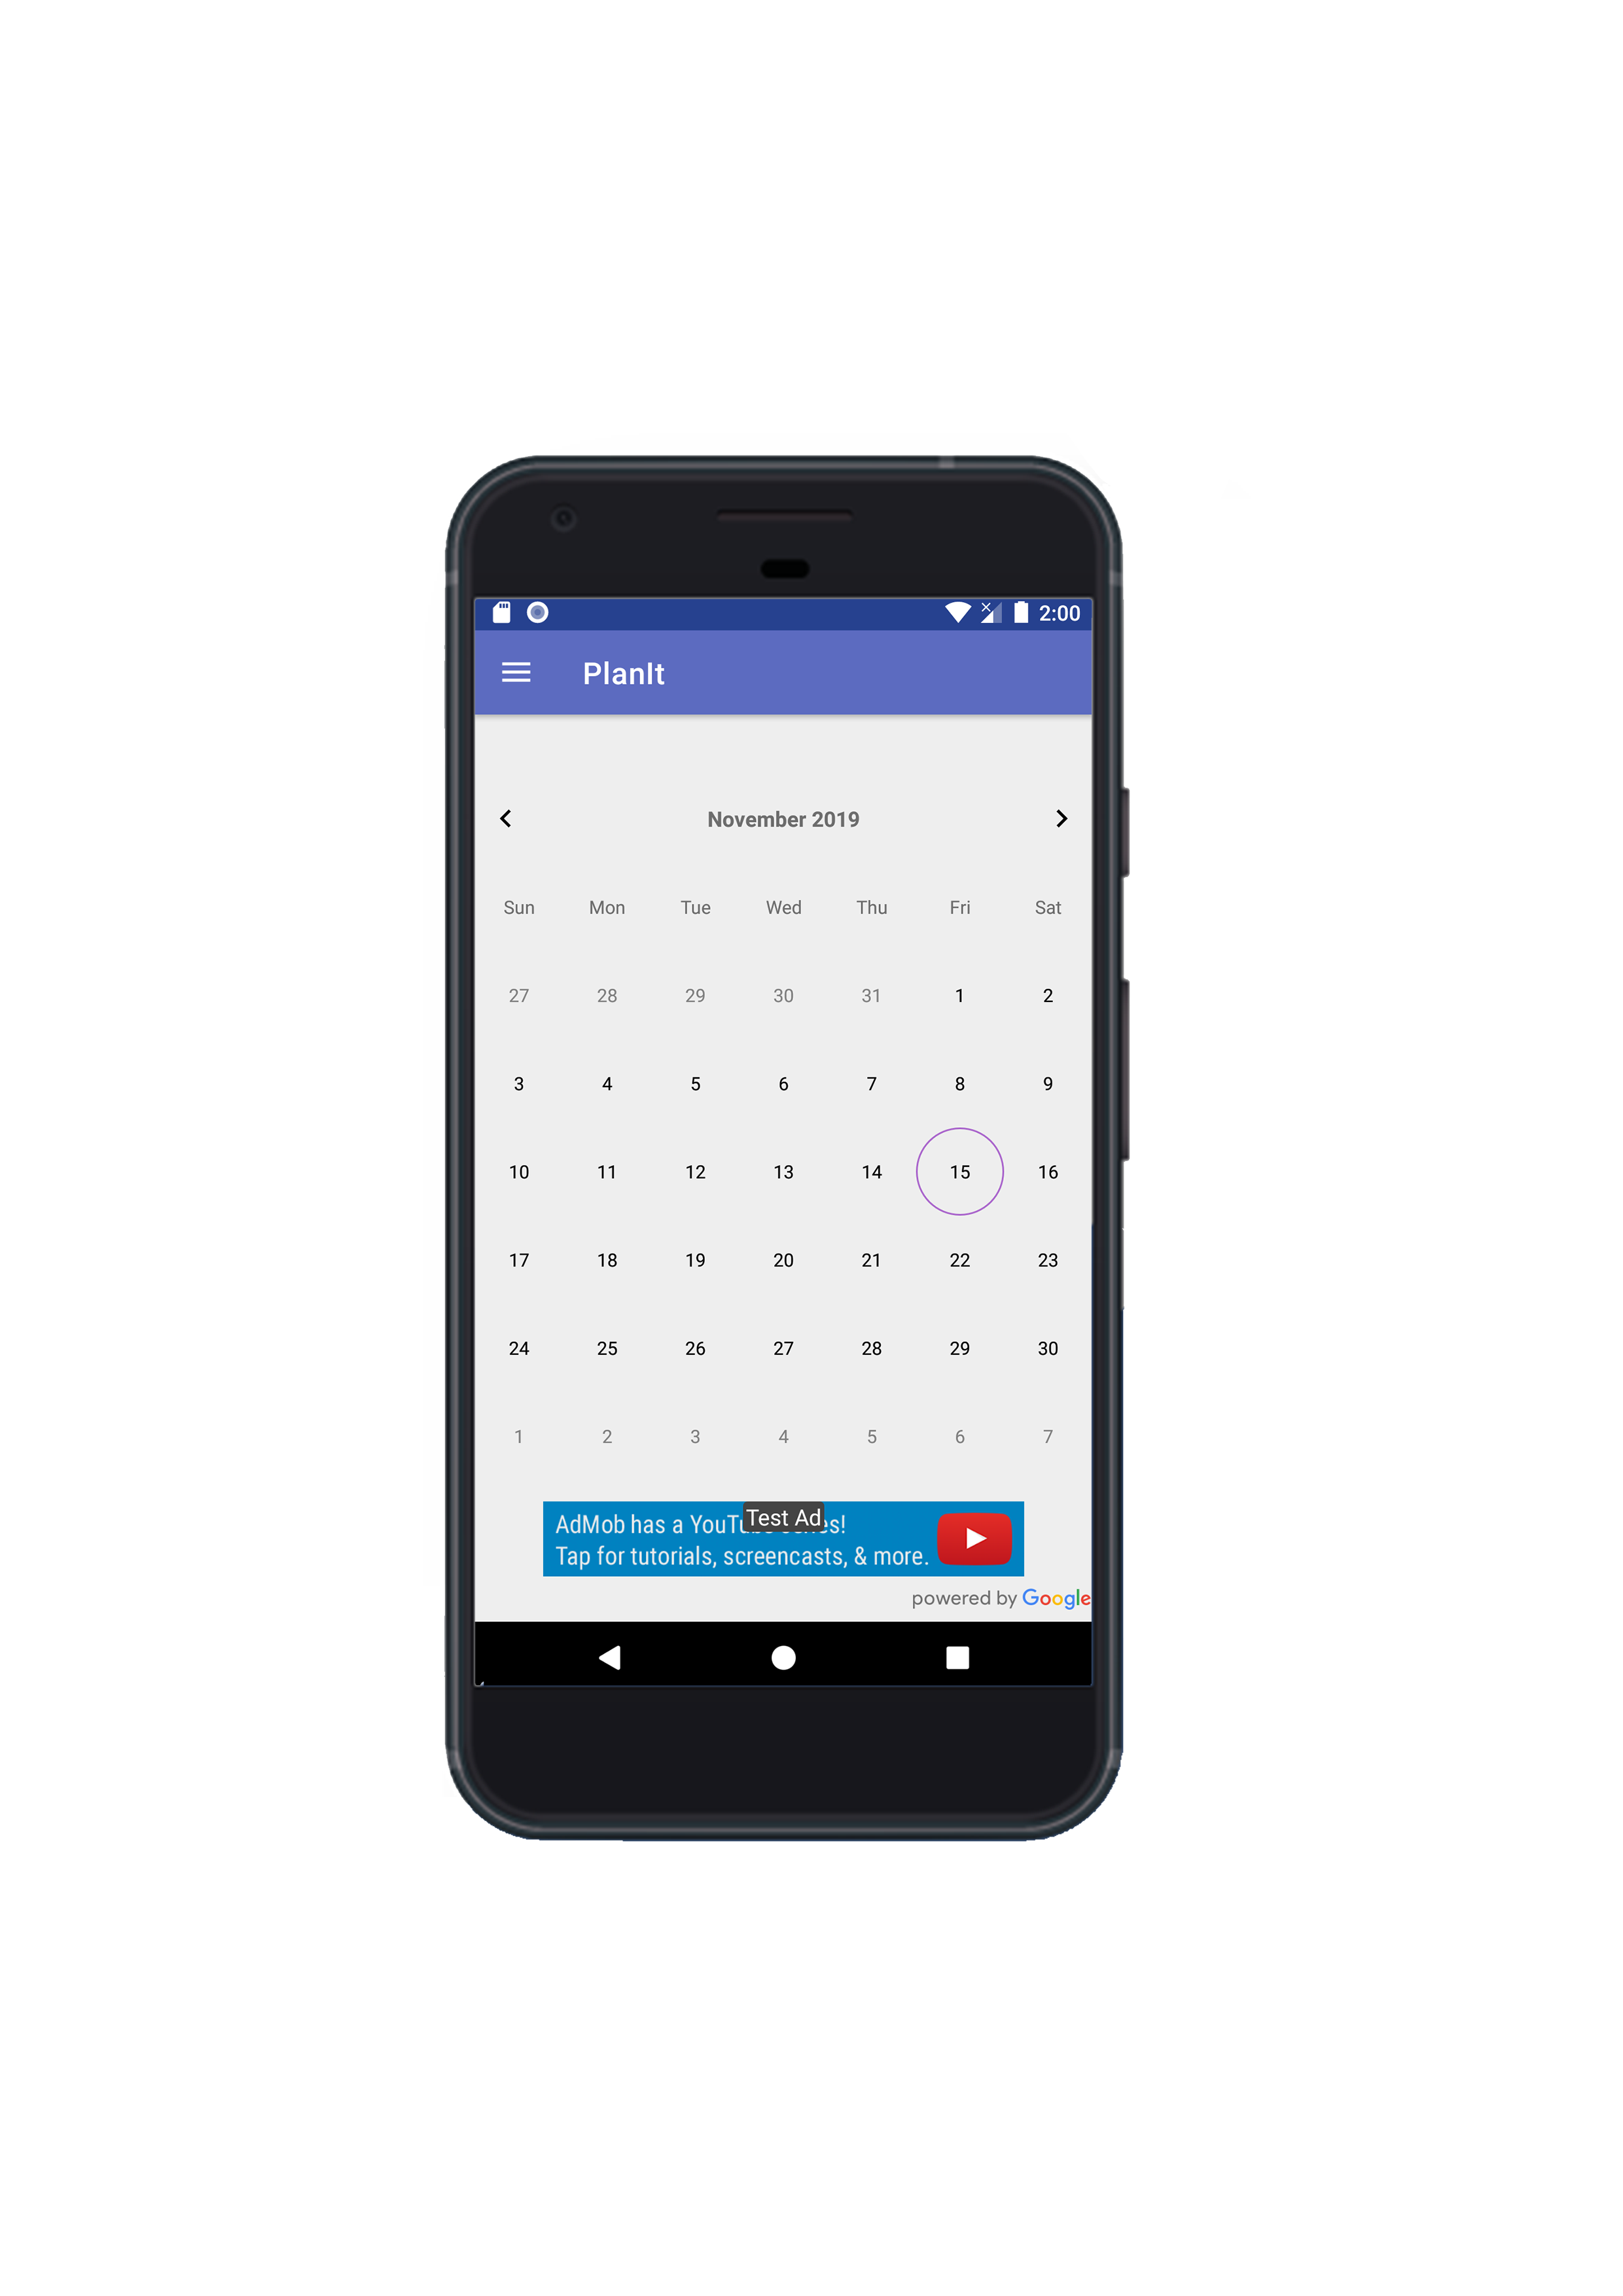 2:00
PlanIt
November 2019
Sun Mon Tue Wed Thu Fri Sat
27 28 29 30 31 1 2
3 4 5 6 7 8 9
10 11 12 13 14 15 16
17 18 19 20 21 22 23
24 25 26 27 28 29 30
1 2 3 4 5 6 7
Test Ad
AdMob has a
Tap for tutorials, screencasts, & more.
powered by Google